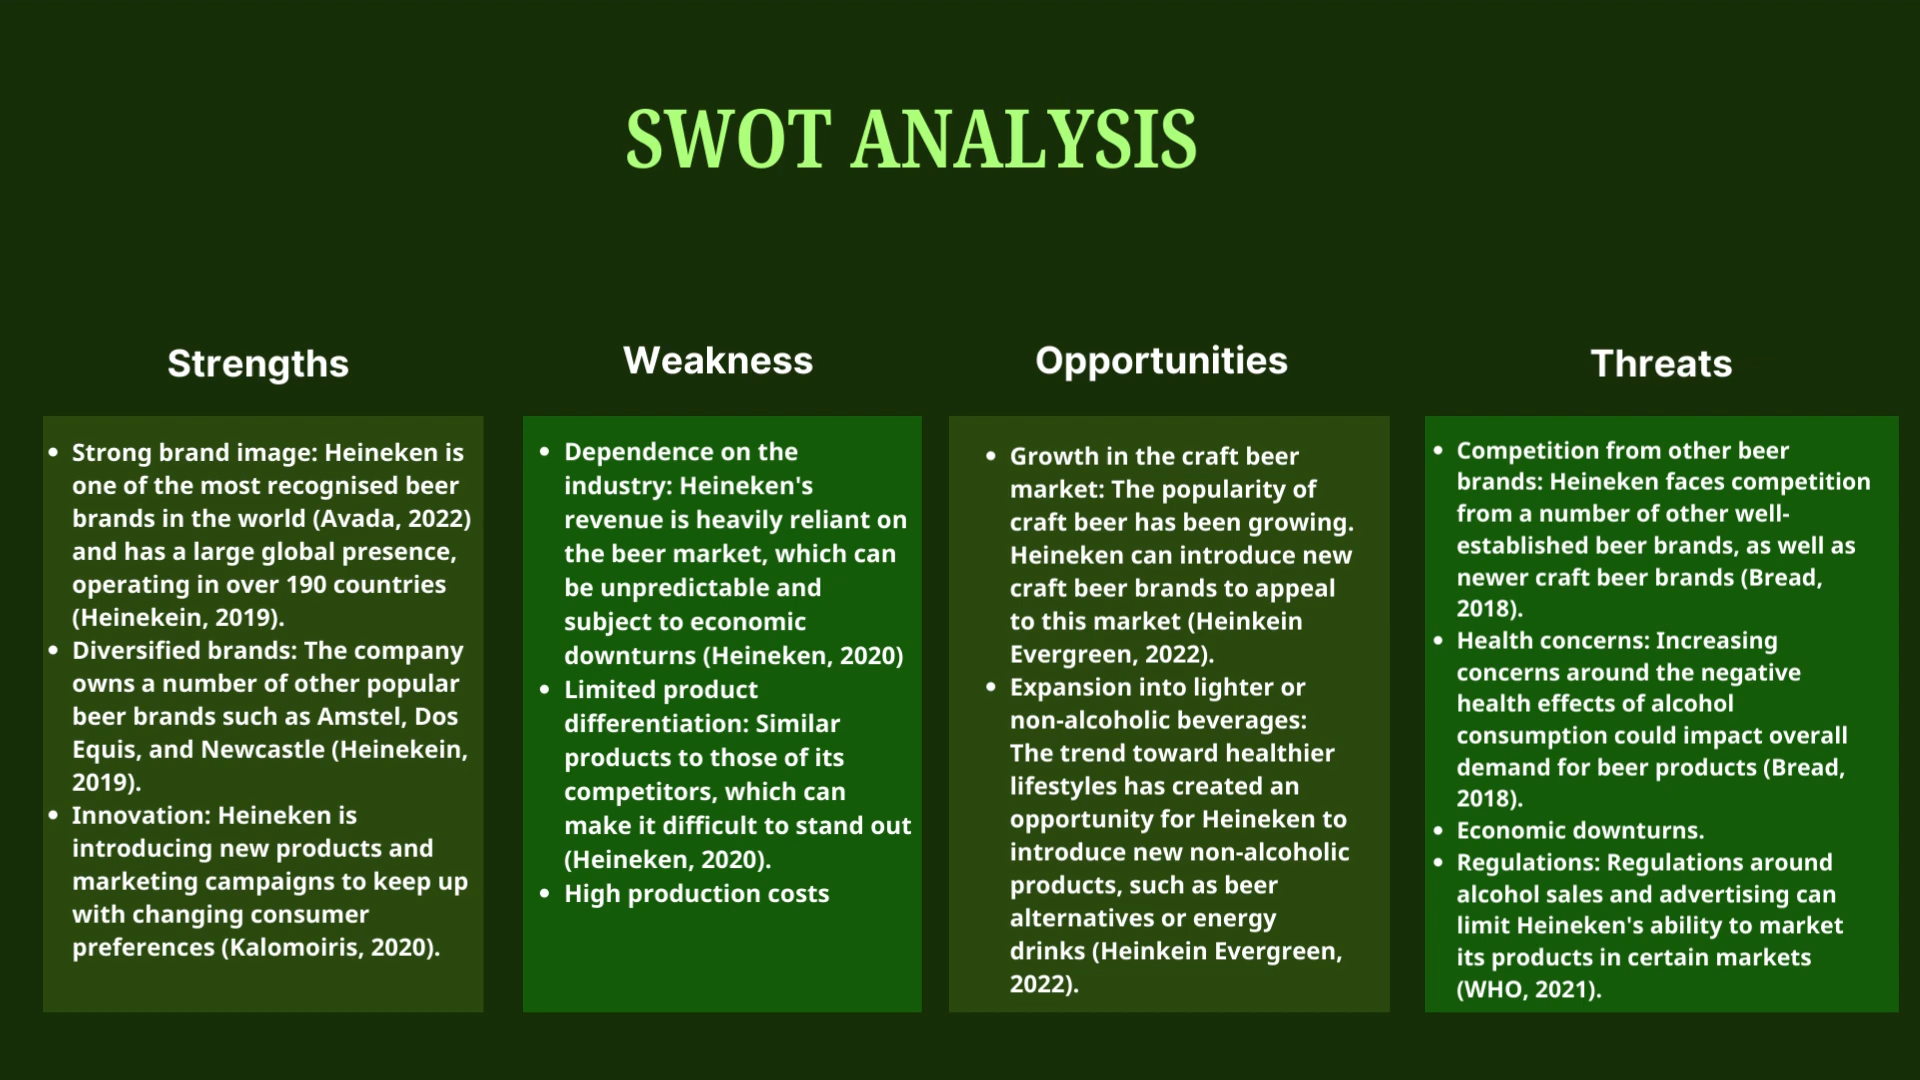 SWOT ANALYSIS
Strengths
• Strong brand image: Heineken is
one of the most recognised beer
brands in the world (Avada, 2022)
and has a large global presence,
operating in over 190 countries
(Heinekein, 2019).
• Diversified brands: The company
owns a number of other popular
beer brands such as Amstel, Dos
Equis, and Newcastle (Heinekein,
2019).
• Innovation: Heineken is
introducing new products and
marketing campaigns to keep up
with changing consumer
preferences (Kalomoiris, 2020).
Weakness
• Dependence on the
industry: Heineken's
revenue is heavily reliant on
the beer market, which can
be unpredictable and
subject to economic
downturns (Heineken, 2020)
• Limited product
differentiation: Similar
products to those of its
competitors, which can
make it difficult to stand out
(Heineken, 2020).
• High production costs
Opportunities
• Growth in the craft beer
market: The popularity of
craft beer has been growing.
Heineken can introduce new
craft beer brands to appeal
to this market (Heinkein
Evergreen, 2022).
• Expansion into lighter or
non-alcoholic beverages:
The trend toward healthier
lifestyles has created an
opportunity for Heineken to
introduce new non-alcoholic
products, such as beer
alternatives or energy
drinks (Heinkein Evergreen,
2022).
Threats
• Competition from other beer
brands: Heineken faces competition
from a number of other well-
established beer brands, as well as
newer craft beer brands (Bread,
2018).
• Health concerns: Increasing
concerns around the negative
health effects of alcohol
consumption could impact overall
demand for beer products (Bread,
2018).
• Economic downturns.
• Regulations: Regulations around
alcohol sales and advertising can
limit Heineken's ability to market
its products in certain markets
(WHO, 2021).